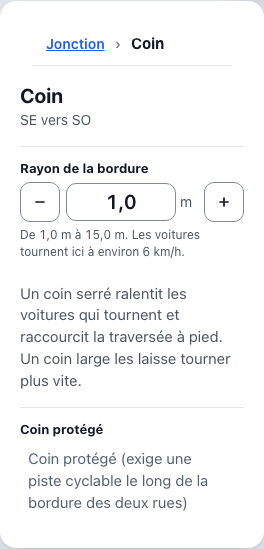 Jonction › Coin
Coin
SE vers SO
Rayon de la bordure
− 1,0 m +
De 1,0 m à 15,0 m. Les voitures
tournent ici à environ 6 km/h.
Un coin serré ralentit les
voitures qui tournent et
raccourcit la traversée à pied.
Un coin large les laisse tourner
plus vite.
Coin protégé
Coin protégé (exige une
piste cyclable le long de la
bordure des deux rues)